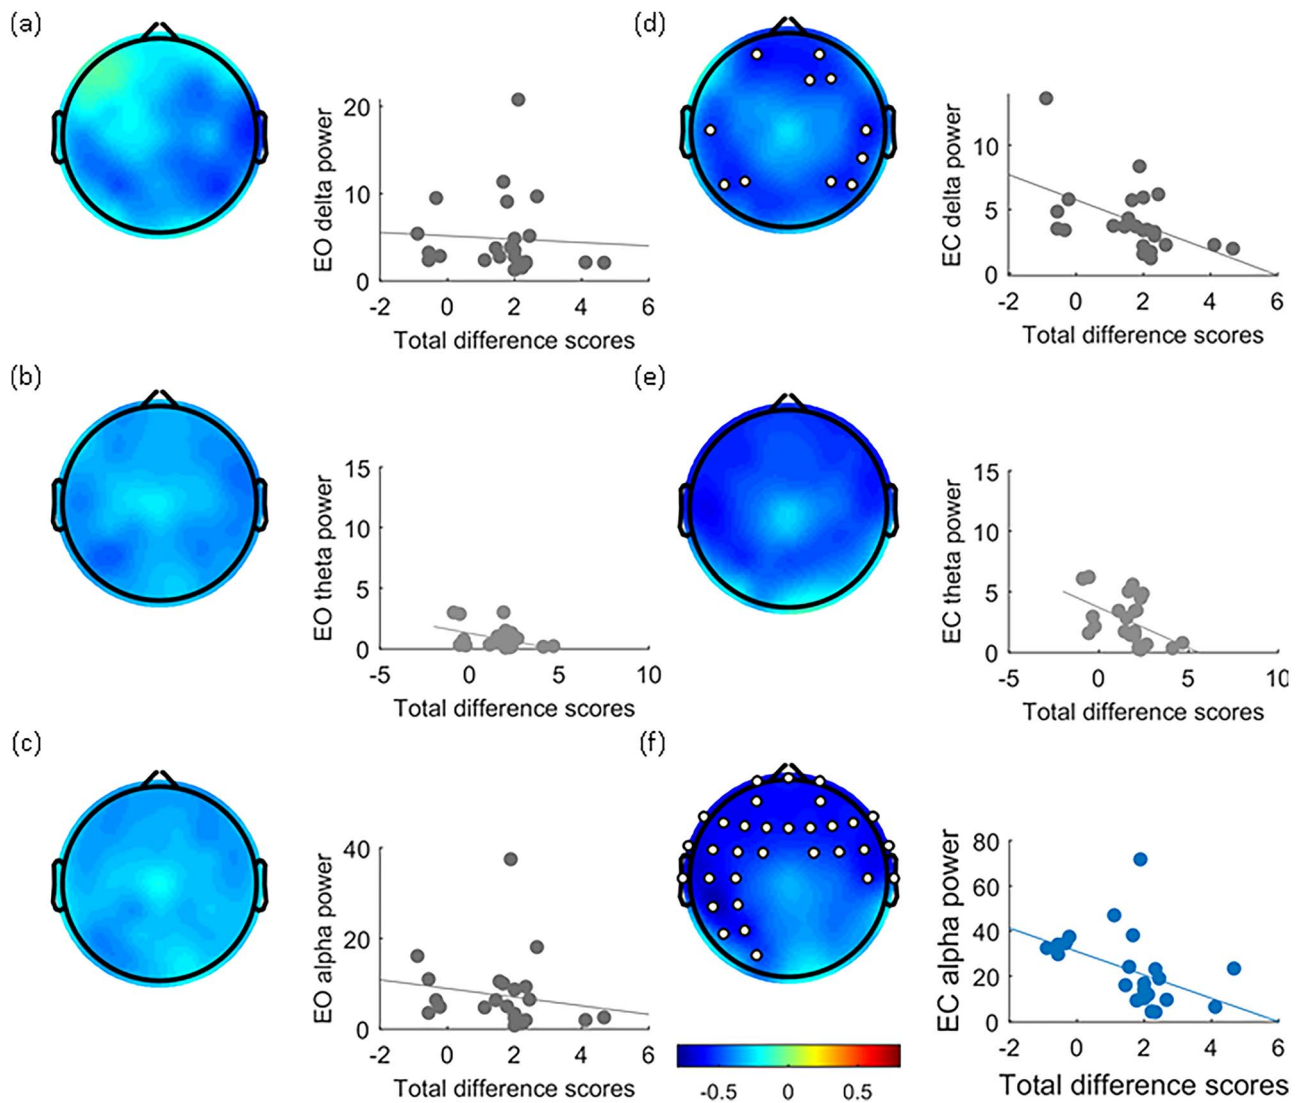 (a)
20
10
0
EO delta power
-2 0 2 4 6
Total difference scores
(d)
10
5
0
EC delta power
-2 0 2 4 6
Total difference scores
(b)
15
10
5
0
EO theta power
-5 0 5 10
Total difference scores
(e)
15
10
5
0
EC theta power
-5 0 5 10
Total difference scores
(c)
40
20
0
EO alpha power
-2 0 2 4 6
Total difference scores
(f)
80
60
40
20
0
EC alpha power
-2 0 2 4 6
Total difference scores
-0.5 0 0.5